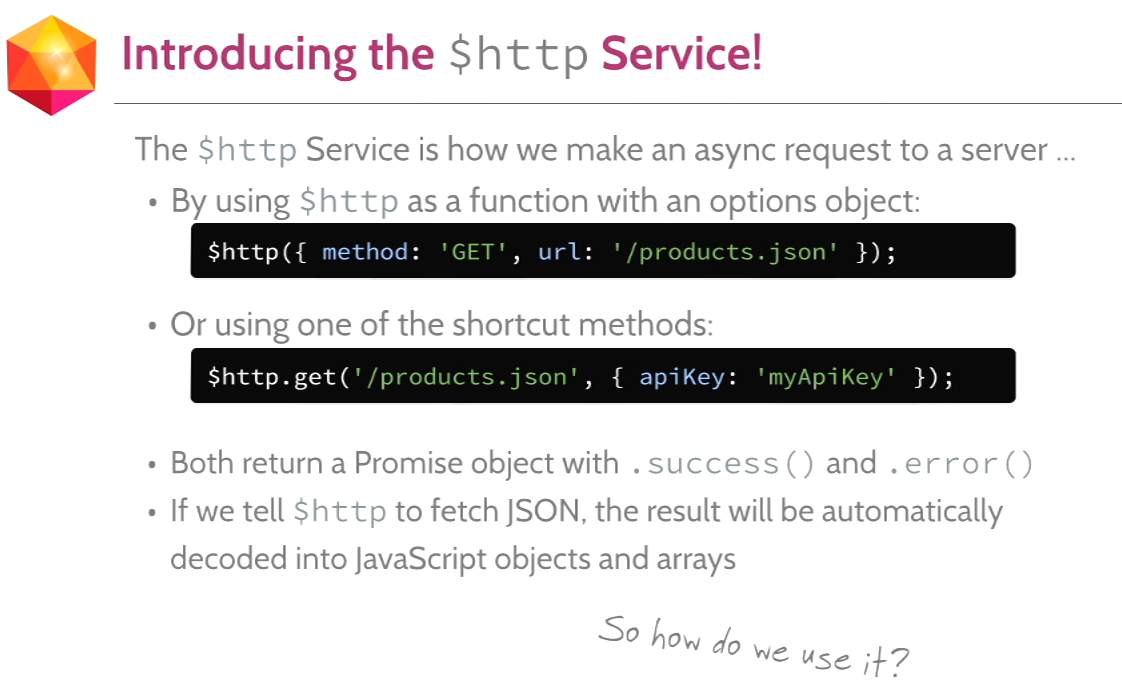 Introducing the $http Service!
The $http Service is how we make an async request to a server ...
• By using $http as a function with an options object:
$http({ method: 'GET', url: '/products.json' });
• Or using one of the shortcut methods:
$http.get('/products.json', { apiKey: 'myApiKey' });
• Both return a Promise object with .success() and .error()
• If we tell $http to fetch JSON, the result will be automatically
decoded into JavaScript objects and arrays
So how do we use it?